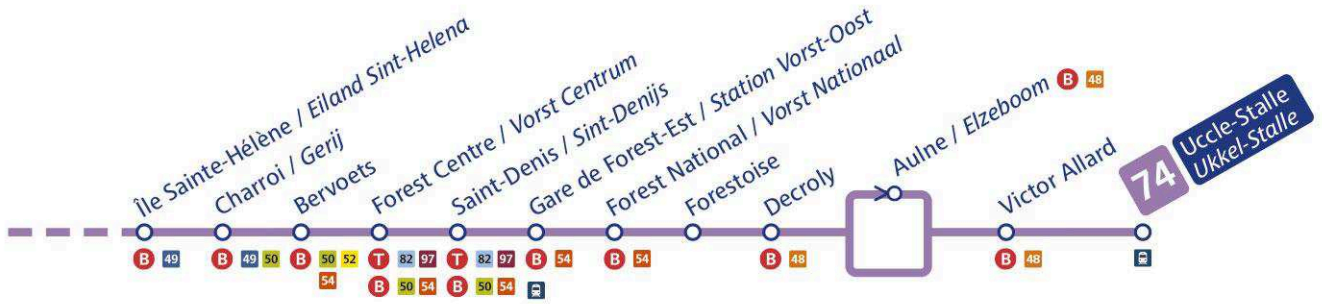 Île Sainte-Hélène / Eiland Sint-Helena
B 49
Charroi / Gerij
B 49 50
Bervoets
B 50 52
54
Forest Centre / Vorst Centrum
T 82 97
B 50 54
Saint-Denis / Sint-Denijs
T 82 97
B 50 54
Gare de Forest-Est / Station Vorst-Oost
B 54
Forest National / Vorst Nationaal
B 54
Forestoise
Decroly
B 48
Aulne / Elzeboom B 48
Victor Allard
B 48
74 Uccle-Stalle
Ukkel-Stalle